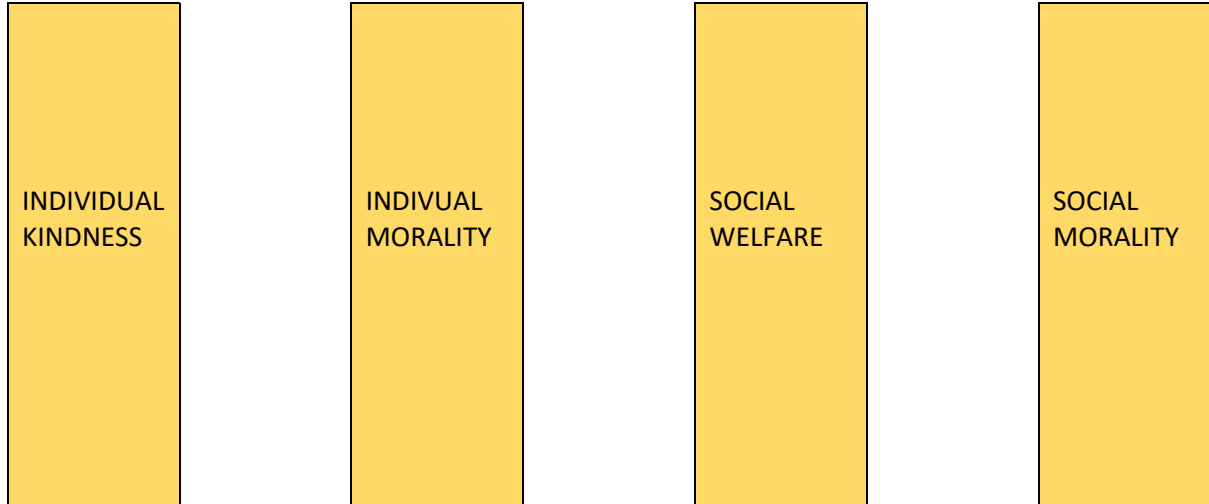 INDIVIDUAL
KINDNESS
INDIVUAL
MORALITY
SOCIAL
WELFARE
SOCIAL
MORALITY